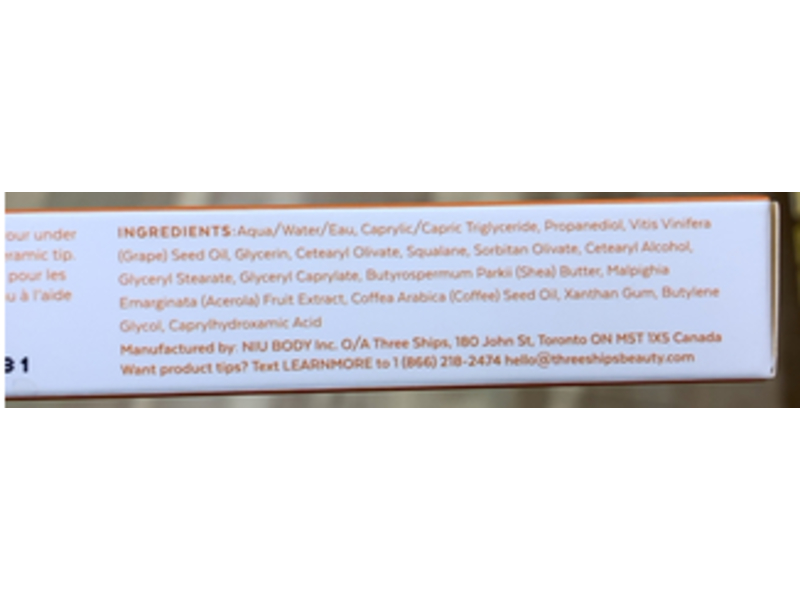 our under
eramic tip.
pour les
u à l'aide
31
INGREDIENTS: Aqua/Water/Eau, Caprylic/Capric Triglyceride, Propanediol, Vitis Vinifera
(Grape) Seed Oil, Glycerin, Cetearyl Olivate, Squalane, Sorbitan Olivate, Cetearyl Alcohol,
Glyceryl Stearate, Glyceryl Caprylate, Butyrospermum Parkii (Shea) Butter, Malpighia
Emarginata (Acerola) Fruit Extract, Coffea Arabica (Coffee) Seed Oil, Xanthan Gum, Butylene
Glycol, Caprylhydroxamic Acid
Manufactured by: NIU BODY Inc. O/A Three Ships, 180 John St, Toronto ON M5T 1X5 Canada
Want product tips? Text LEARNMORE to 1 (866) 218-2474 hello@threeshipsbeauty.com